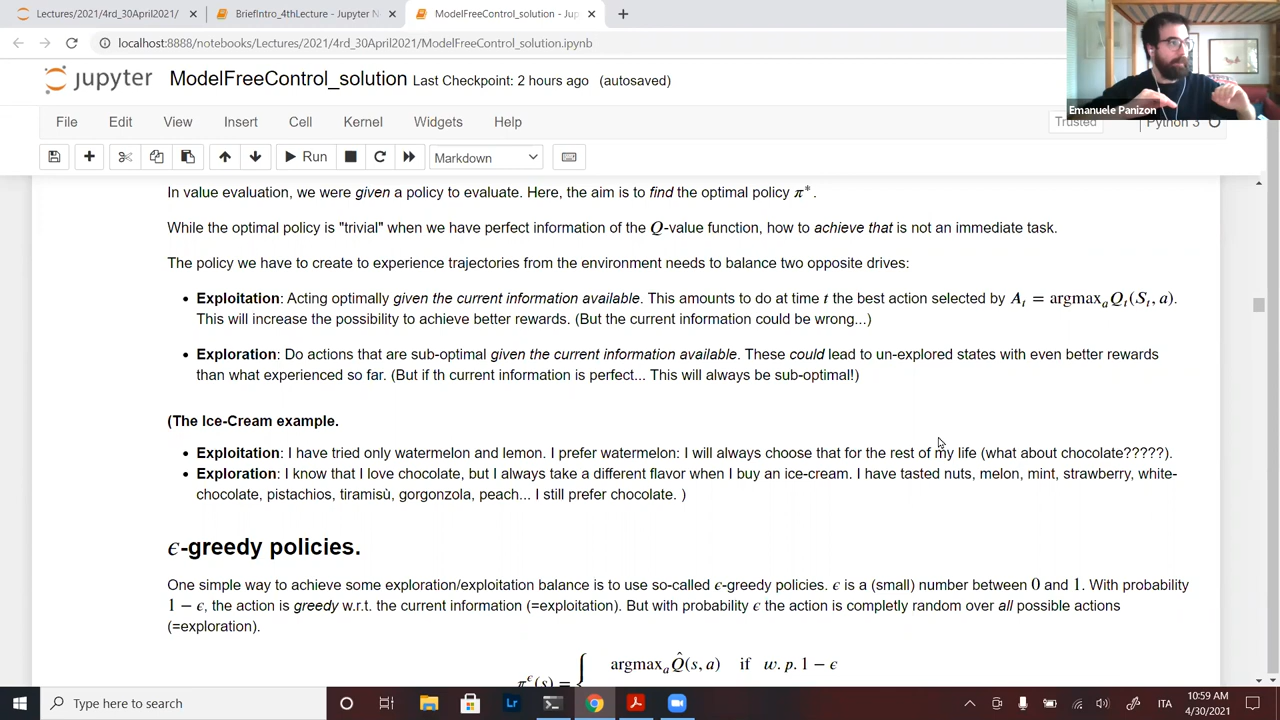 Lectures/2021/4rd_30April2021/
BriefIntro_4thLecture - Jupyter N
ModelFreeControl_solution - Jup
localhost:8888/notebooks/Lectures/2021/4rd_30April2021/ModelFreeControl_solution.ipynb
jupyter ModelFreeControl_solution Last Checkpoint: 2 hours ago (autosaved)
Emanuele Panizon
File Edit View Insert Cell Kernel Widgets Help Trusted Python 3
Run Markdown
In value evaluation, we were given a policy to evaluate. Here, the aim is to find the optimal policy π*.
While the optimal policy is "trivial" when we have perfect information of the Q-value function, how to achieve that is not an immediate task.
The policy we have to create to experience trajectories from the environment needs to balance two opposite drives:
• Exploitation: Acting optimally given the current information available. This amounts to do at time t the best action selected by Aₜ = argmaxₐQₜ(Sₜ, a).
This will increase the possibility to achieve better rewards. (But the current information could be wrong...)
• Exploration: Do actions that are sub-optimal given the current information available. These could lead to un-explored states with even better rewards
than what experienced so far. (But if th current information is perfect... This will always be sub-optimal!)
(The Ice-Cream example.
• Exploitation: I have tried only watermelon and lemon. I prefer watermelon: I will always choose that for the rest of my life (what about chocolate?????).
• Exploration: I know that I love chocolate, but I always take a different flavor when I buy an ice-cream. I have tasted nuts, melon, mint, strawberry, white-
chocolate, pistachios, tiramisù, gorgonzola, peach... I still prefer chocolate. )
ϵ-greedy policies.
One simple way to achieve some exploration/exploitation balance is to use so-called ϵ-greedy policies. ϵ is a (small) number between 0 and 1. With probability
1 − ϵ, the action is greedy w.r.t. the current information (=exploitation). But with probability ϵ the action is completly random over all possible actions
(=exploration).
argmaxₐQ̂(s, a) if w. p. 1 − ϵ
πᵋ(s) =
Type here to search
Lr
ITA
10:59 AM
4/30/2021